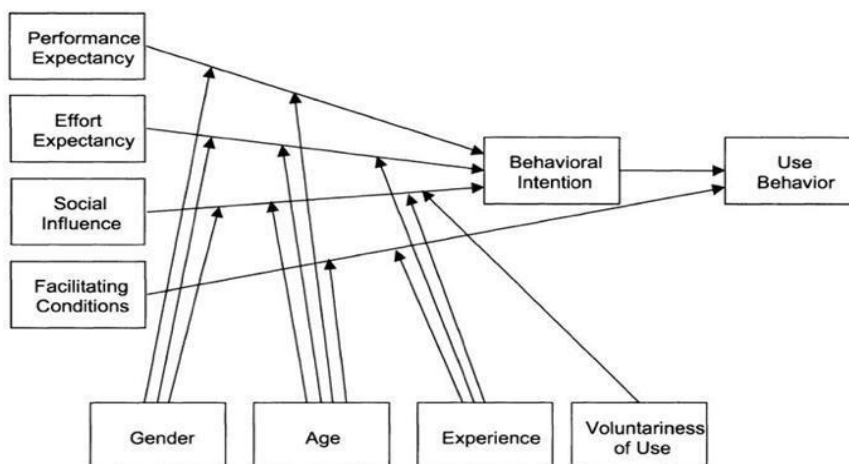 Performance
Expectancy
Effort
Expectancy
Social
Influence
Facilitating
Conditions
Behavioral
Intention
Use
Behavior
Gender
Age
Experience
Voluntariness
of Use